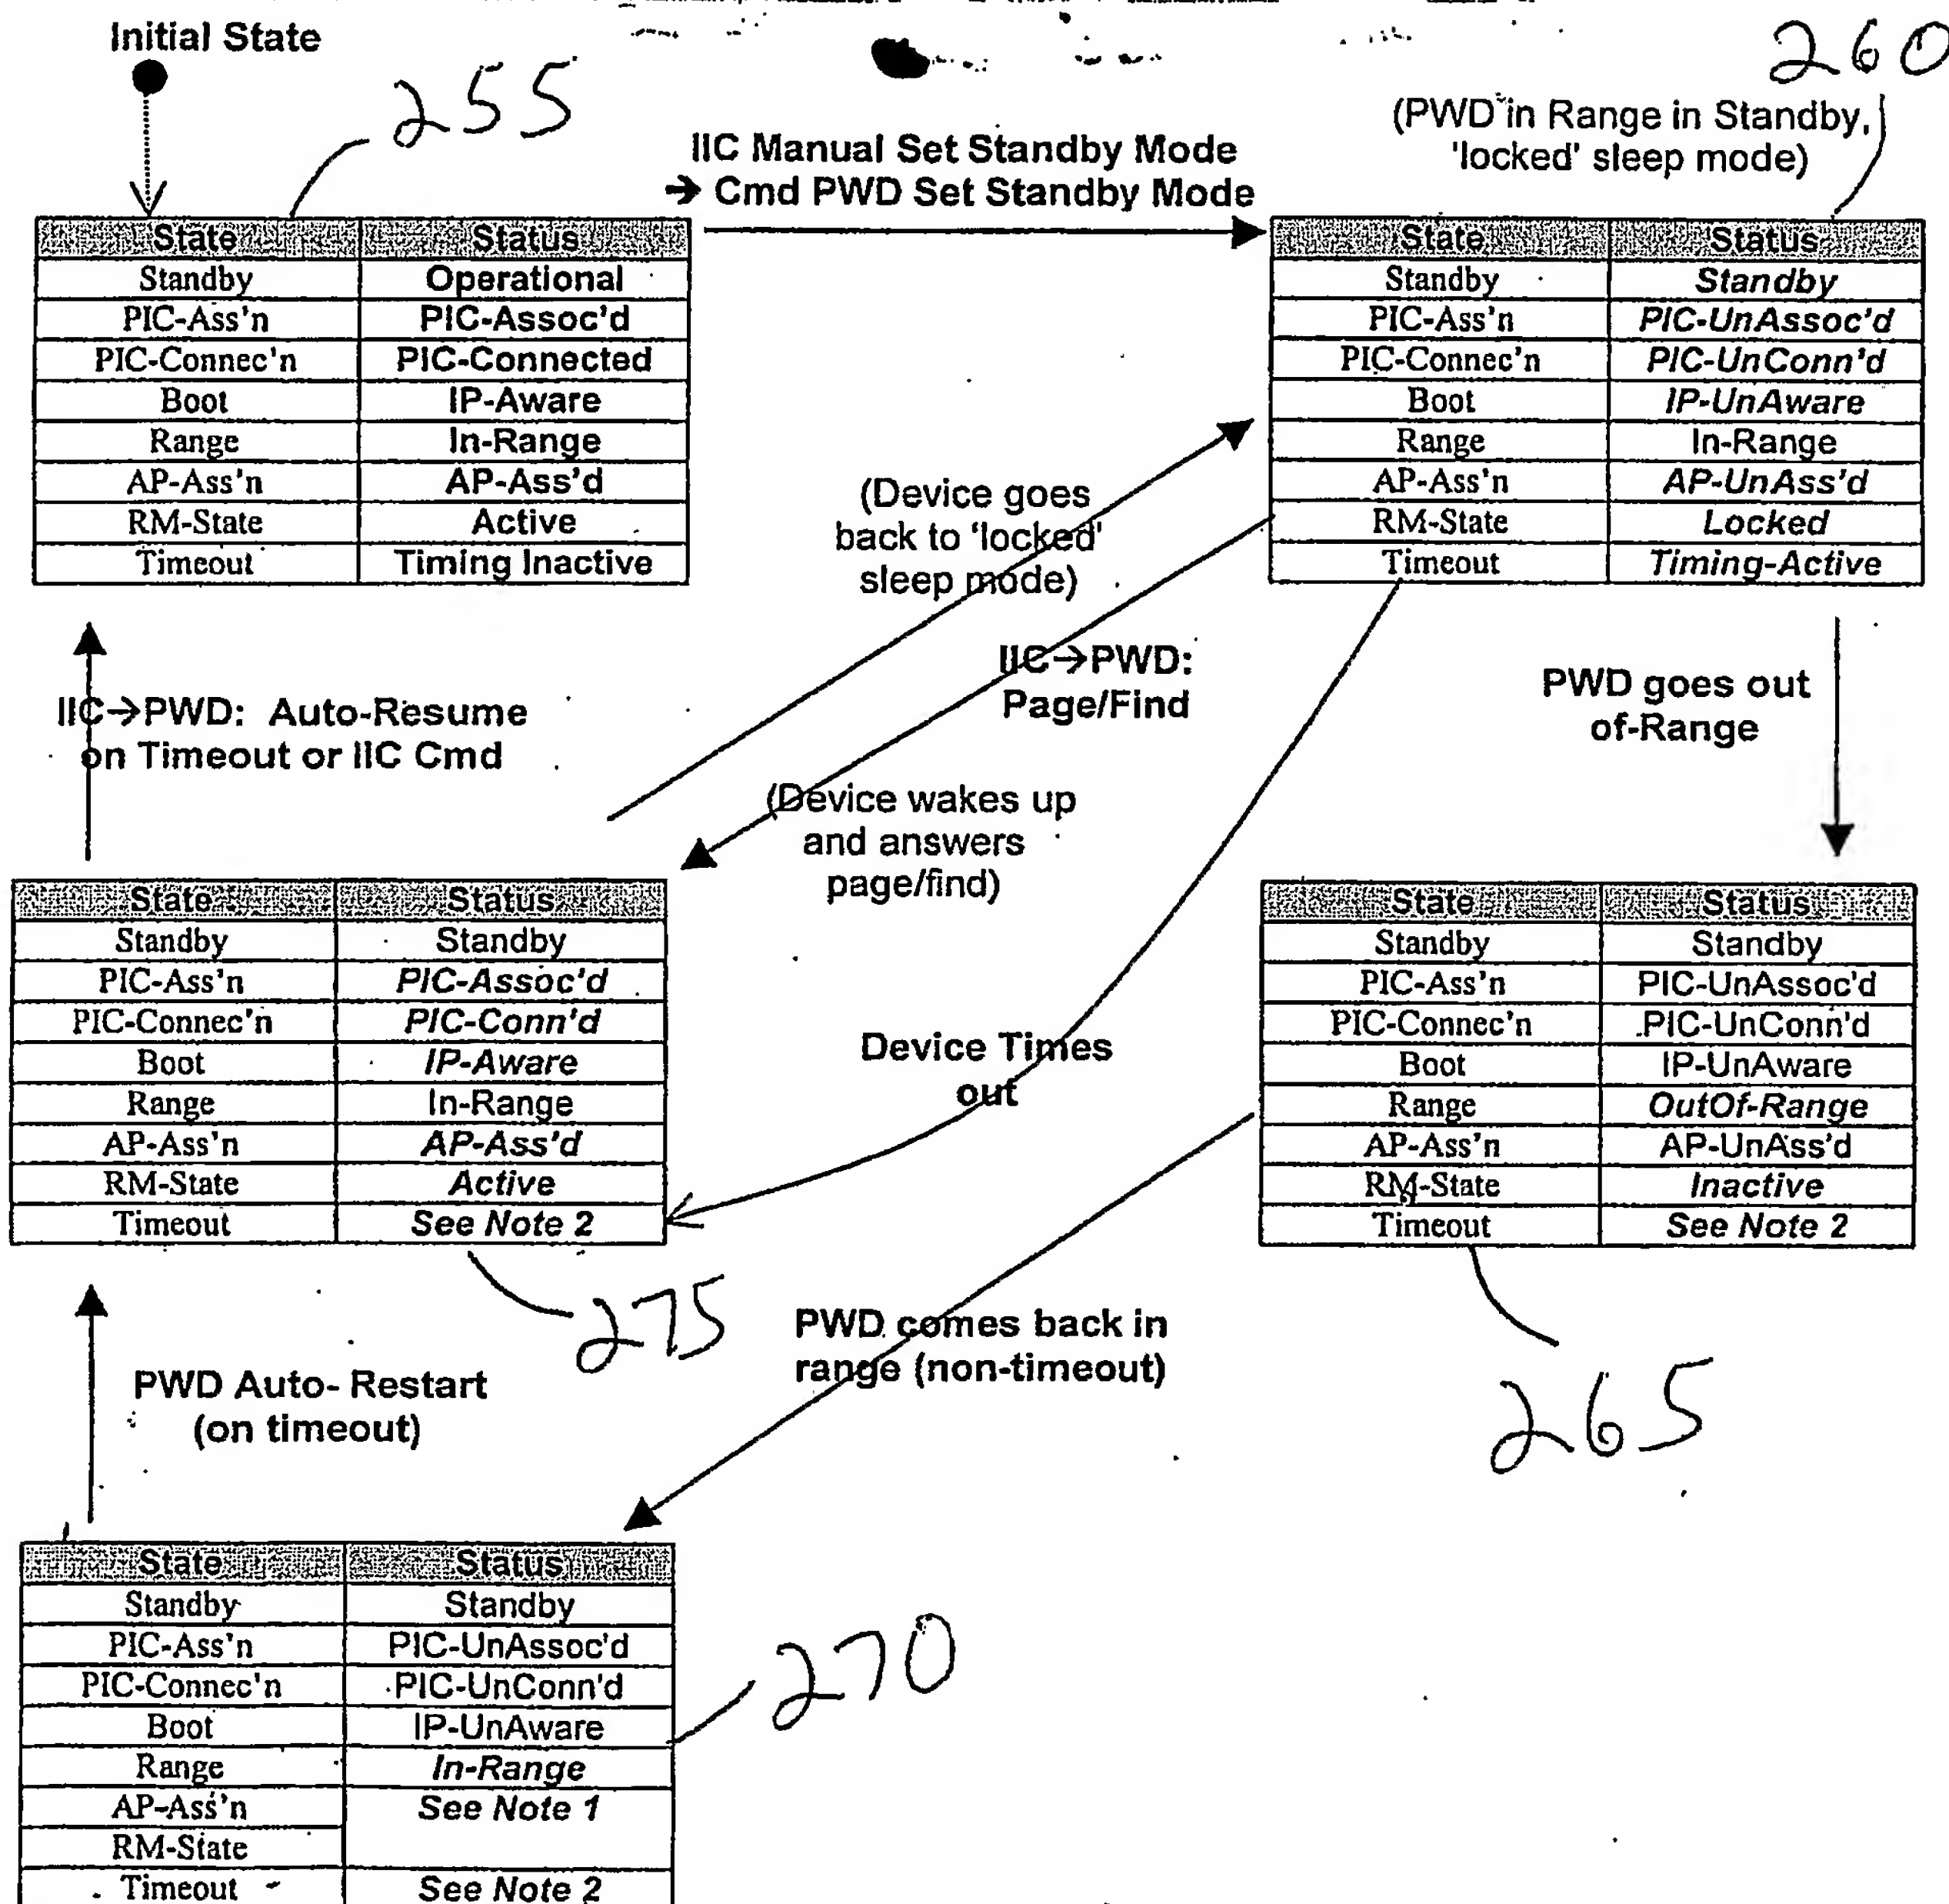 Initial State
255
260
(PWD in Range in Standby,
'locked' sleep mode)
IIC Manual Set Standby Mode
→ Cmd PWD Set Standby Mode
State Status
Standby Operational
PIC-Ass'n PIC-Assoc'd
PIC-Connec'n PIC-Connected
Boot IP-Aware
Range In-Range
AP-Ass'n AP-Ass'd
RM-State Active
Timeout Timing Inactive
State Status
Standby Standby
PIC-Ass'n PIC-UnAssoc'd
PIC-Connec'n PIC-UnConn'd
Boot IP-UnAware
Range In-Range
AP-Ass'n AP-UnAss'd
RM-State Locked
Timeout Timing-Active
(Device goes
back to 'locked'
sleep mode)
IIC→PWD:
Page/Find
PWD goes out
of-Range
IIC→PWD: Auto-Resume
on Timeout or IIC Cmd
(Device wakes up
and answers
page/find)
State Status
Standby Standby
PIC-Ass'n PIC-Assoc'd
PIC-Connec'n PIC-Conn'd
Boot IP-Aware
Range In-Range
AP-Ass'n AP-Ass'd
RM-State Active
Timeout See Note 2
275
Device Times
out
State Status
Standby Standby
PIC-Ass'n PIC-UnAssoc'd
PIC-Connec'n PIC-UnConn'd
Boot IP-UnAware
Range OutOf-Range
AP-Ass'n AP-UnAss'd
RM-State Inactive
Timeout See Note 2
265
PWD comes back in
range (non-timeout)
PWD Auto- Restart
(on timeout)
State Status
Standby Standby
PIC-Ass'n PIC-UnAssoc'd
PIC-Connec'n PIC-UnConn'd
Boot IP-UnAware
Range In-Range
AP-Ass'n See Note 1
RM-State
Timeout See Note 2
270